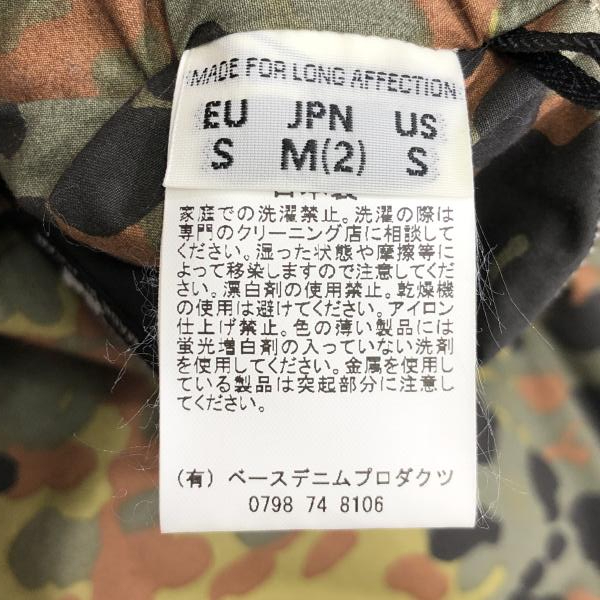 MADE FOR LONG AFFECTION
EU JPN US
S M(2) S
日本製
家庭での洗濯禁止。洗濯の際は
専門のクリーニング店に相談して
ください。湿った状態や摩擦等に
よって移染しますので注意してくだ
さい。漂白剤の使用禁止。乾燥機
の使用は避けてください。アイロン
仕上げ禁止。色の薄い製品には
蛍光増白剤の入っていない洗剤
を使用してください。金属を使用し
ている製品は突起部分に注意し
てください。
(有) ベースデニムプロダクツ
0798 74 8106